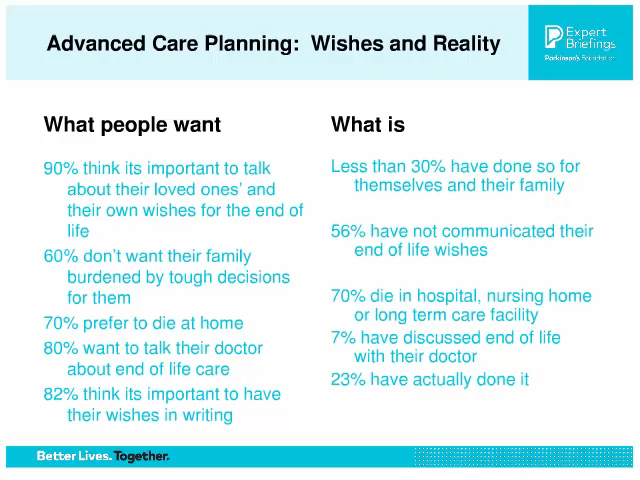 Advanced Care Planning:  Wishes and Reality
Expert
Briefings
Parkinson's Foundation
What people want
90% think its important to talk
about their loved ones' and
their own wishes for the end of
life
60% don't want their family
burdened by tough decisions
for them
70% prefer to die at home
80% want to talk their doctor
about end of life care
82% think its important to have
their wishes in writing
What is
Less than 30% have done so for
themselves and their family
56% have not communicated their
end of life wishes
70% die in hospital, nursing home
or long term care facility
7% have discussed end of life
with their doctor
23% have actually done it
Better Lives. Together.